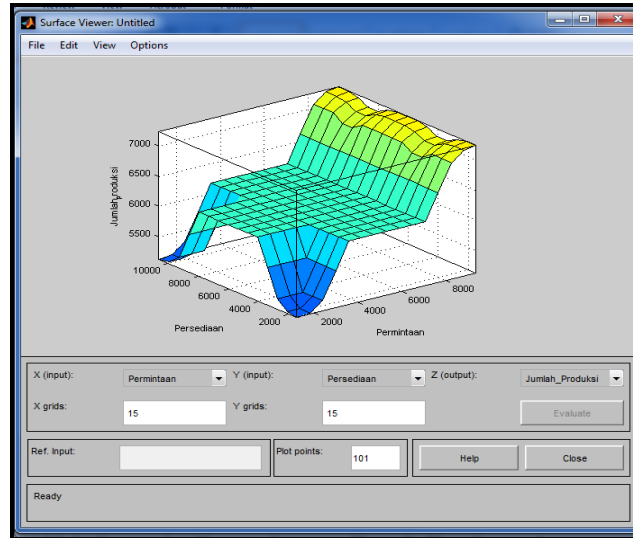 Surface Viewer: Untitled
File Edit View Options
7000
6500
6000
5500
Jumlah_Produksi
10000
8000
6000
4000
2000
Persediaan
2000
4000
6000
8000
Permintaan
X (input): Permintaan Y (input): Persediaan Z (output): Jumlah_Produksi
X grids: 15 Y grids: 15 Evaluate
Ref. Input: Plot points: 101 Help Close
Ready